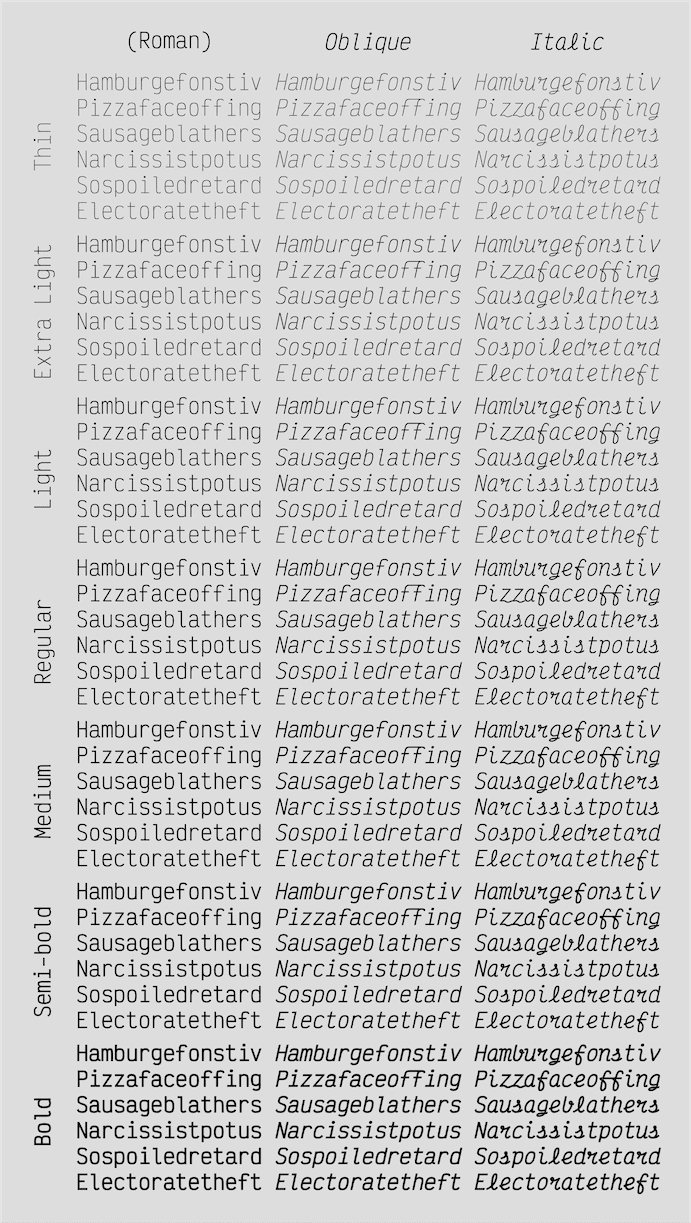 (Roman) Oblique Italic
Thin
Hamburgefonstiv Hamburgefonstiv Hamburgefonstiv
Pizzafaceoffing Pizzafaceoffing Pizzafaceoffing
Sausageblathers Sausageblathers Sausageblathers
Narcissistpotus Narcissistpotus Narcissistpotus
Sospoiledretard Sospoiledretard Sospoiledretard
Electoratetheft Electoratetheft Electoratetheft
Extra Light
Hamburgefonstiv Hamburgefonstiv Hamburgefonstiv
Pizzafaceoffing Pizzafaceoffing Pizzafaceoffing
Sausageblathers Sausageblathers Sausageblathers
Narcissistpotus Narcissistpotus Narcissistpotus
Sospoiledretard Sospoiledretard Sospoiledretard
Electoratetheft Electoratetheft Electoratetheft
Light
Hamburgefonstiv Hamburgefonstiv Hamburgefonstiv
Pizzafaceoffing Pizzafaceoffing Pizzafaceoffing
Sausageblathers Sausageblathers Sausageblathers
Narcissistpotus Narcissistpotus Narcissistpotus
Sospoiledretard Sospoiledretard Sospoiledretard
Electoratetheft Electoratetheft Electoratetheft
Regular
Hamburgefonstiv Hamburgefonstiv Hamburgefonstiv
Pizzafaceoffing Pizzafaceoffing Pizzafaceoffing
Sausageblathers Sausageblathers Sausageblathers
Narcissistpotus Narcissistpotus Narcissistpotus
Sospoiledretard Sospoiledretard Sospoiledretard
Electoratetheft Electoratetheft Electoratetheft
Medium
Hamburgefonstiv Hamburgefonstiv Hamburgefonstiv
Pizzafaceoffing Pizzafaceoffing Pizzafaceoffing
Sausageblathers Sausageblathers Sausageblathers
Narcissistpotus Narcissistpotus Narcissistpotus
Sospoiledretard Sospoiledretard Sospoiledretard
Electoratetheft Electoratetheft Electoratetheft
Semi-bold
Hamburgefonstiv Hamburgefonstiv Hamburgefonstiv
Pizzafaceoffing Pizzafaceoffing Pizzafaceoffing
Sausageblathers Sausageblathers Sausageblathers
Narcissistpotus Narcissistpotus Narcissistpotus
Sospoiledretard Sospoiledretard Sospoiledretard
Electoratetheft Electoratetheft Electoratetheft
Bold
Hamburgefonstiv Hamburgefonstiv Hamburgefonstiv
Pizzafaceoffing Pizzafaceoffing Pizzafaceoffing
Sausageblathers Sausageblathers Sausageblathers
Narcissistpotus Narcissistpotus Narcissistpotus
Sospoiledretard Sospoiledretard Sospoiledretard
Electoratetheft Electoratetheft Electoratetheft